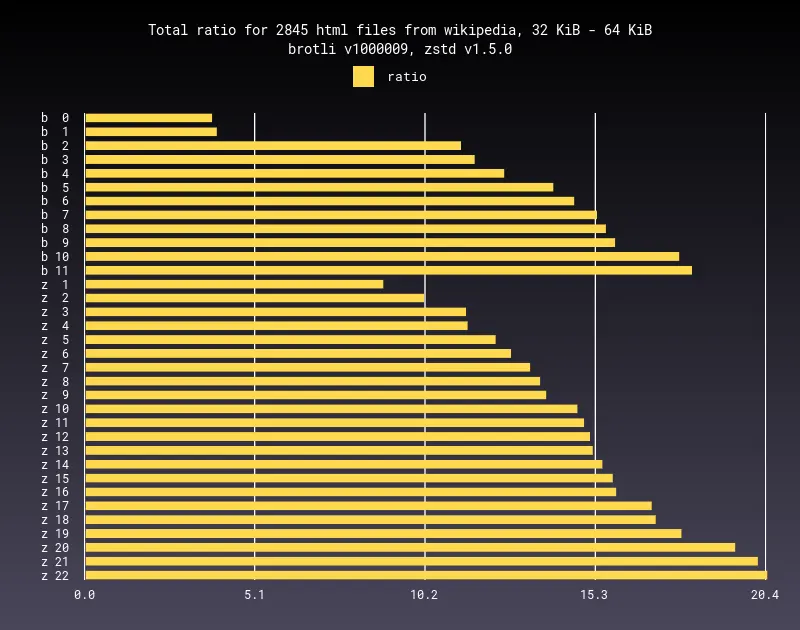 Total ratio for 2845 html files from wikipedia, 32 KiB - 64 KiB
brotli v1000009, zstd v1.5.0
ratio
b 0
b 1
b 2
b 3
b 4
b 5
b 6
b 7
b 8
b 9
b 10
b 11
z 1
z 2
z 3
z 4
z 5
z 6
z 7
z 8
z 9
z 10
z 11
z 12
z 13
z 14
z 15
z 16
z 17
z 18
z 19
z 20
z 21
z 22
0.0 5.1 10.2 15.3 20.4